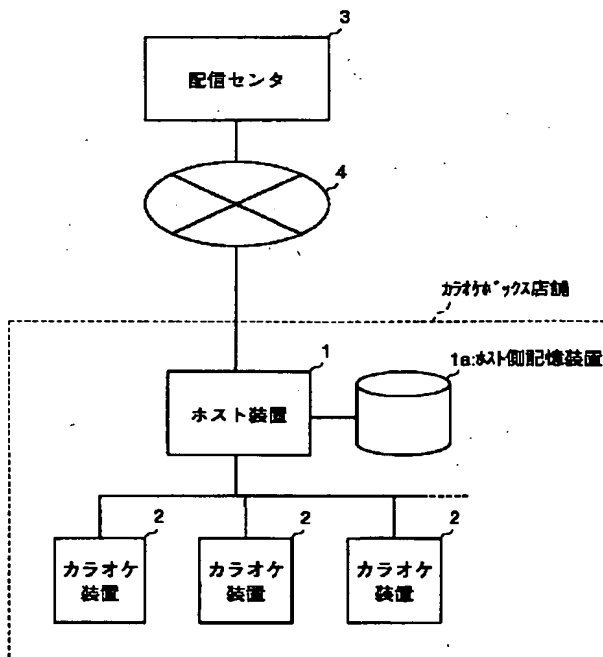 3
配信センタ
4
カラオケボックス店舗
1
1a:ホスト側記憶装置
ホスト装置
2
2
2
カラオケ
装置
カラオケ
装置
カラオケ
装置